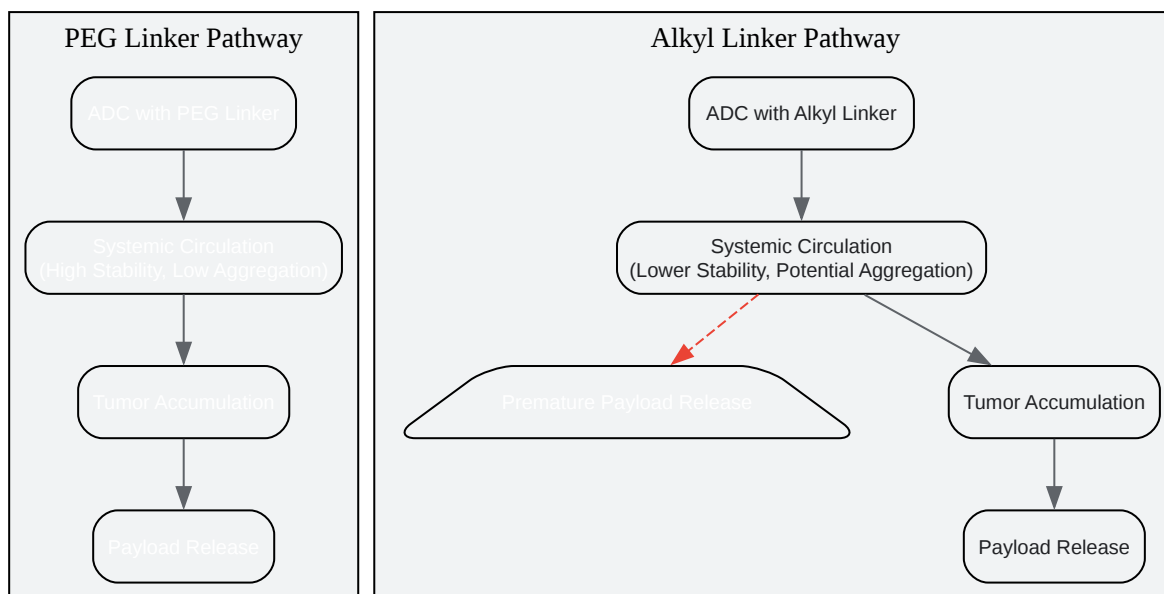 PEG Linker Pathway
ADC with PEG Linker
Systemic Circulation
(High Stability, Low Aggregation)
Tumor Accumulation
Payload Release
Alkyl Linker Pathway
ADC with Alkyl Linker
Systemic Circulation
(Lower Stability, Potential Aggregation)
Premature Payload Release
Tumor Accumulation
Payload Release